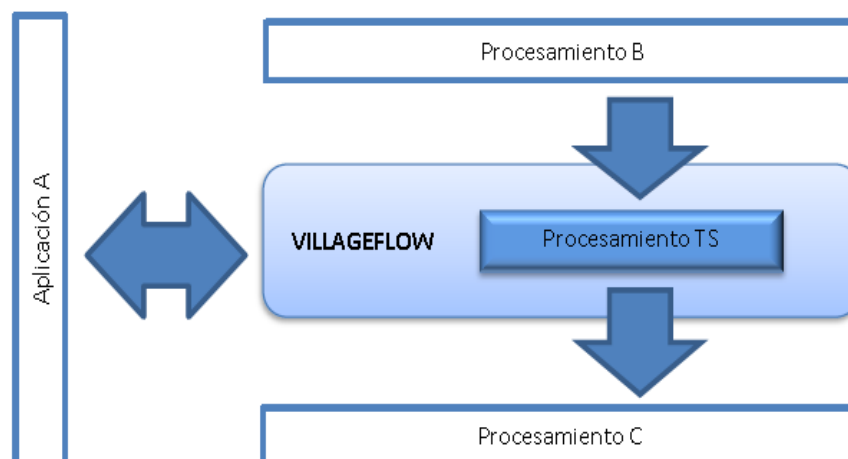 Aplicación A
Procesamiento B
VILLAGEFLOW
Procesamiento TS
Procesamiento C